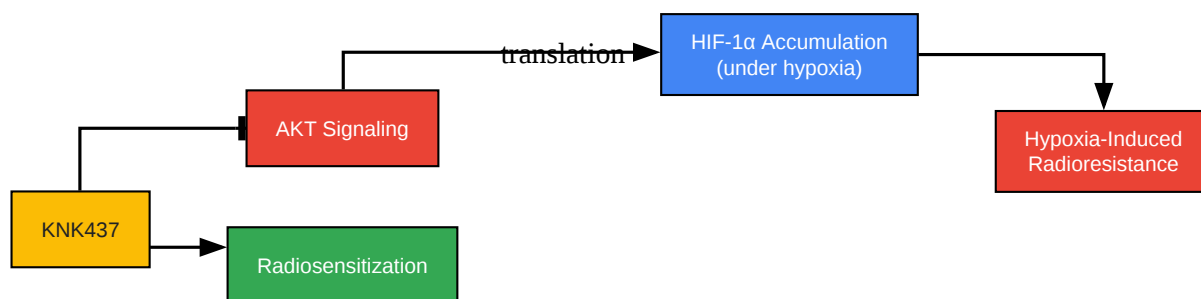 HIF-1α Accumulation
(under hypoxia)
translation
AKT Signaling
Hypoxia-Induced
Radioresistance
KNK437
Radiosensitization